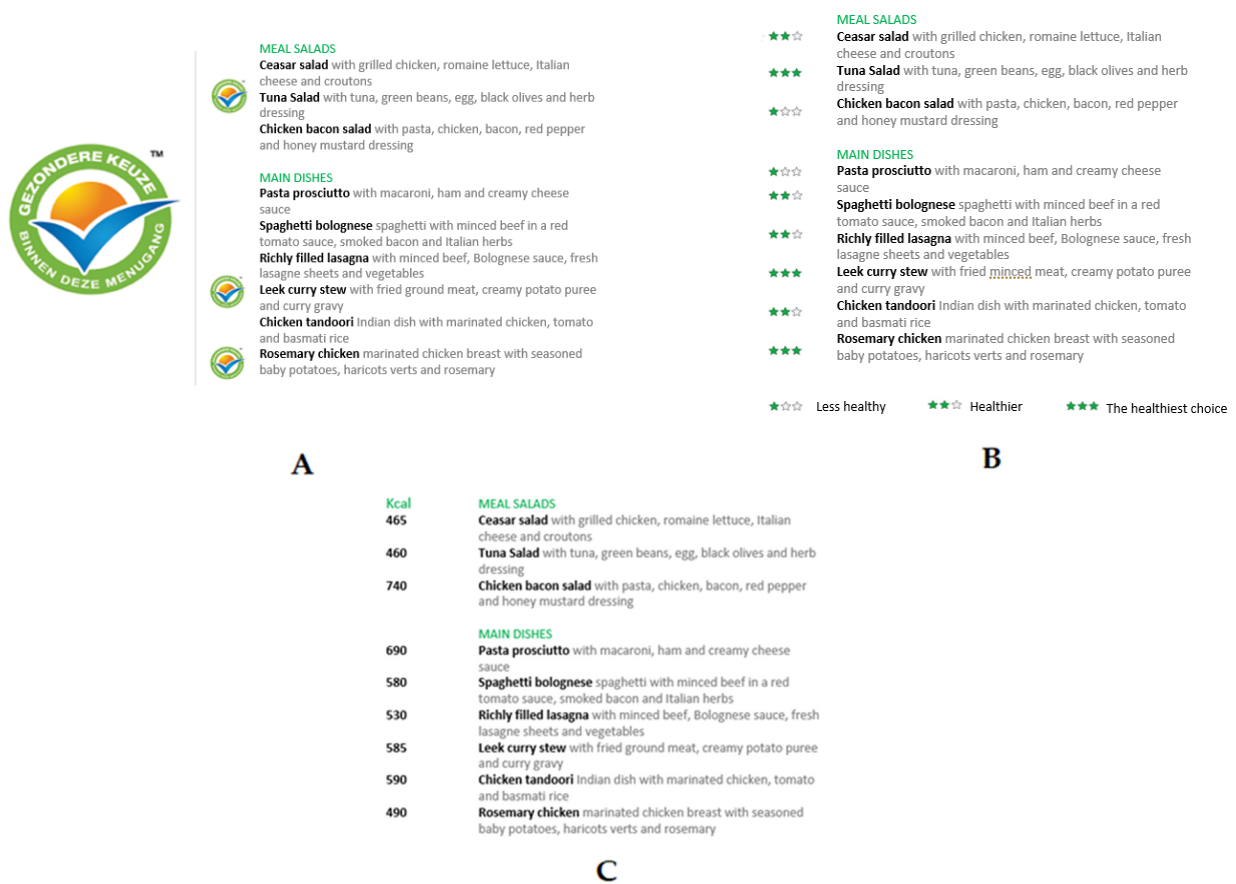 GEZONDERE KEUZE
BINNEN DEZE MENUGANG
TM
MEAL SALADS
Ceasar salad with grilled chicken, romaine lettuce, Italian
cheese and croutons
Tuna Salad with tuna, green beans, egg, black olives and herb
dressing
Chicken bacon salad with pasta, chicken, bacon, red pepper
and honey mustard dressing
MAIN DISHES
Pasta prosciutto with macaroni, ham and creamy cheese
sauce
Spaghetti bolognese spaghetti with minced beef in a red
tomato sauce, smoked bacon and Italian herbs
Richly filled lasagna with minced beef, Bolognese sauce, fresh
lasagne sheets and vegetables
Leek curry stew with fried ground meat, creamy potato puree
and curry gravy
Chicken tandoori Indian dish with marinated chicken, tomato
and basmati rice
Rosemary chicken marinated chicken breast with seasoned
baby potatoes, haricots verts and rosemary
A
MEAL SALADS
Ceasar salad with grilled chicken, romaine lettuce, Italian
cheese and croutons
Tuna Salad with tuna, green beans, egg, black olives and herb
dressing
Chicken bacon salad with pasta, chicken, bacon, red pepper
and honey mustard dressing
MAIN DISHES
Pasta prosciutto with macaroni, ham and creamy cheese
sauce
Spaghetti bolognese spaghetti with minced beef in a red
tomato sauce, smoked bacon and Italian herbs
Richly filled lasagna with minced beef, Bolognese sauce, fresh
lasagne sheets and vegetables
Leek curry stew with fried minced meat, creamy potato puree
and curry gravy
Chicken tandoori Indian dish with marinated chicken, tomato
and basmati rice
Rosemary chicken marinated chicken breast with seasoned
baby potatoes, haricots verts and rosemary
Less healthy Healthier The healthiest choice
B
Kcal MEAL SALADS
465 Ceasar salad with grilled chicken, romaine lettuce, Italian
cheese and croutons
460 Tuna Salad with tuna, green beans, egg, black olives and herb
dressing
740 Chicken bacon salad with pasta, chicken, bacon, red pepper
and honey mustard dressing
MAIN DISHES
690 Pasta prosciutto with macaroni, ham and creamy cheese
sauce
580 Spaghetti bolognese spaghetti with minced beef in a red
tomato sauce, smoked bacon and Italian herbs
530 Richly filled lasagna with minced beef, Bolognese sauce, fresh
lasagne sheets and vegetables
585 Leek curry stew with fried ground meat, creamy potato puree
and curry gravy
590 Chicken tandoori Indian dish with marinated chicken, tomato
and basmati rice
490 Rosemary chicken marinated chicken breast with seasoned
baby potatoes, haricots verts and rosemary
C